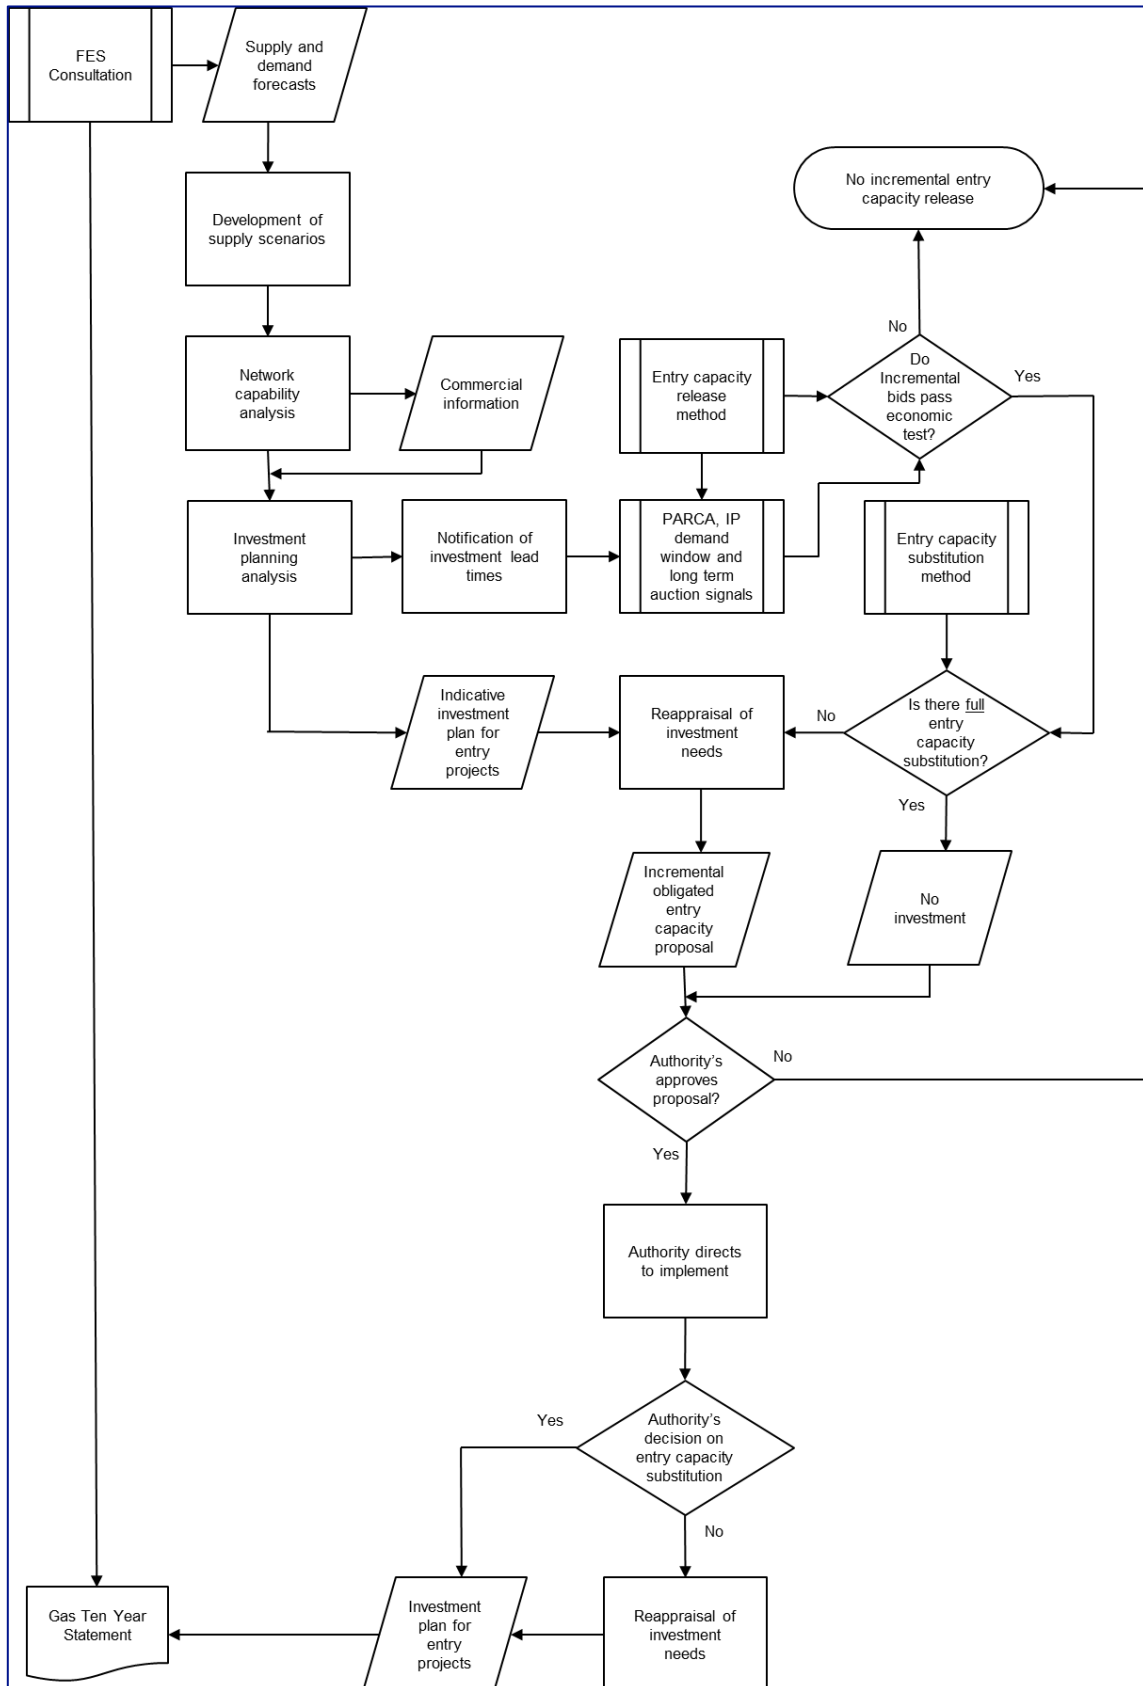 FES
Consultation
Supply and
demand
forecasts
Development of
supply scenarios
No incremental entry
capacity release
Network
capability
analysis
Commercial
information
Entry capacity
release
method
No
Do
Incremental
bids pass
economic
test?
Yes
Investment
planning
analysis
Notification of
investment lead
times
PARCA, IP
demand
window and
long term
auction signals
Entry capacity
substitution
method
Indicative
investment
plan for
entry
projects
Reappraisal of
investment
needs
No
Is there full
entry
capacity
substitution?
Yes
Incremental
obligated
entry
capacity
proposal
No
investment
Authority's
approves
proposal?
No
Yes
Authority directs
to implement
Yes
Authority's
decision on
entry capacity
substitution
No
Gas Ten Year
Statement
Investment
plan for
entry
projects
Reappraisal of
investment
needs